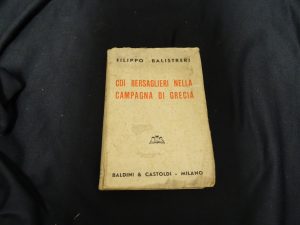 FILIPPO BALISTRERI
COI BERSAGLIERI NELLA
CAMPAGNA DI GRECIA
BALDINI & CASTOLDI - MILANO